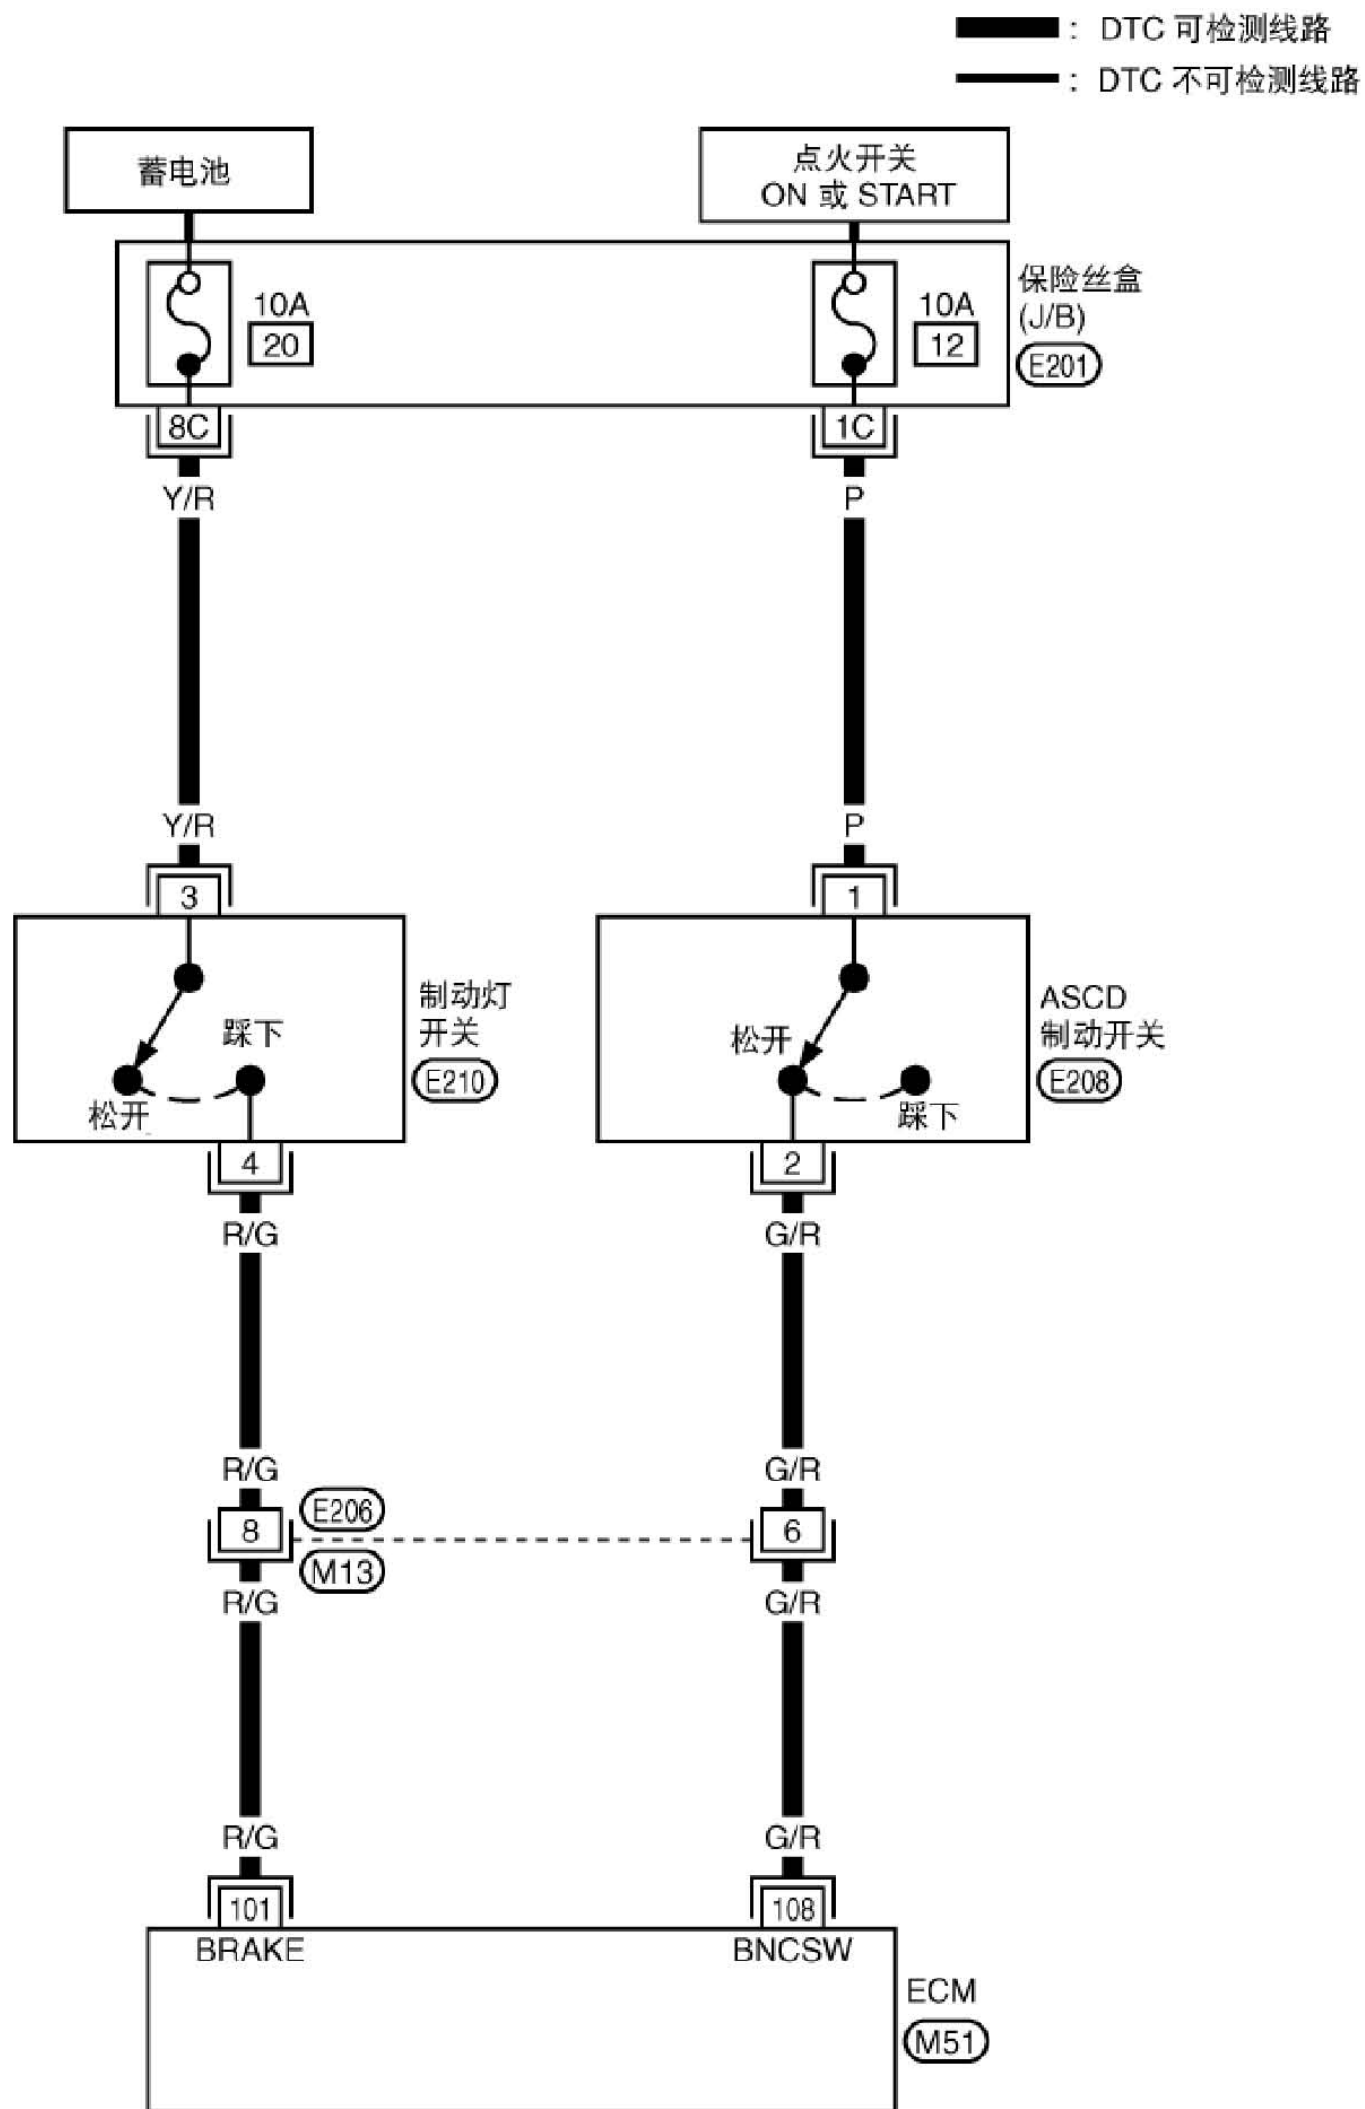 : DTC 可检测线路
: DTC 不可检测线路
蓄电池
点火开关
ON 或 START
10A
20
10A
12
保险丝盒
(J/B)
E201
8C
1C
Y/R
P
Y/R
P
3
1
制动灯
开关
E210
踩下
松开
ASCD
制动开关
E208
松开
踩下
4
2
R/G
G/R
R/G
G/R
8
E206
M13
6
R/G
G/R
R/G
G/R
101
108
BRAKE
BNCSW
ECM
M51